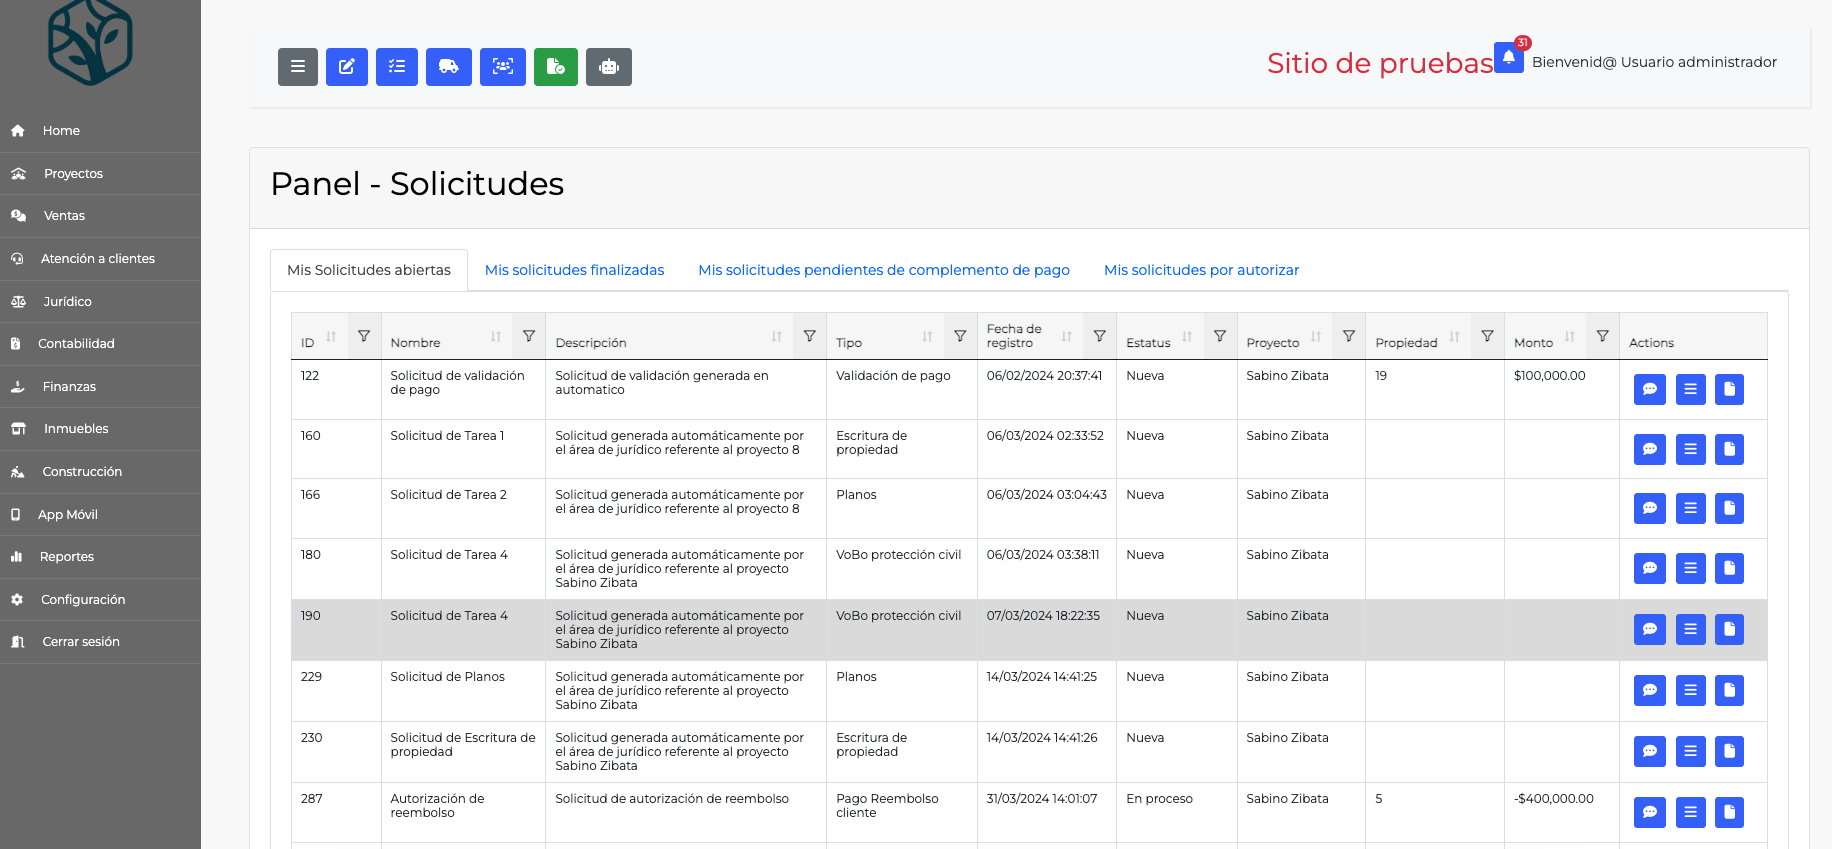 Sitio de pruebas
31
Bienvenid@ Usuario administrador
Home
Proyectos
Ventas
Atención a clientes
Jurídico
Contabilidad
Finanzas
Inmuebles
Construcción
App Móvil
Reportes
Configuración
Cerrar sesión
Panel - Solicitudes
Mis Solicitudes abiertas
Mis solicitudes finalizadas
Mis solicitudes pendientes de complemento de pago
Mis solicitudes por autorizar
ID
Nombre
Descripción
Tipo
Fecha de
registro
Estatus
Proyecto
Propiedad
Monto
Actions
122
Solicitud de validación
de pago
Solicitud de validación generada en
automatico
Validación de pago
06/02/2024 20:37:41
Nueva
Sabino Zibata
19
$100,000.00
160
Solicitud de Tarea 1
Solicitud generada automáticamente por
el área de jurídico referente al proyecto 8
Escritura de
propiedad
06/03/2024 02:33:52
Nueva
Sabino Zibata
166
Solicitud de Tarea 2
Solicitud generada automáticamente por
el área de jurídico referente al proyecto 8
Planos
06/03/2024 03:04:43
Nueva
Sabino Zibata
180
Solicitud de Tarea 4
Solicitud generada automáticamente por
el área de jurídico referente al proyecto
Sabino Zibata
VoBo protección civil
06/03/2024 03:38:11
Nueva
Sabino Zibata
190
Solicitud de Tarea 4
Solicitud generada automáticamente por
el área de jurídico referente al proyecto
Sabino Zibata
VoBo protección civil
07/03/2024 18:22:35
Nueva
Sabino Zibata
229
Solicitud de Planos
Solicitud generada automáticamente por
el área de jurídico referente al proyecto
Sabino Zibata
Planos
14/03/2024 14:41:25
Nueva
Sabino Zibata
230
Solicitud de Escritura de
propiedad
Solicitud generada automáticamente por
el área de jurídico referente al proyecto
Sabino Zibata
Escritura de
propiedad
14/03/2024 14:41:26
Nueva
Sabino Zibata
287
Autorización de
reembolso
Solicitud de autorización de reembolso
Pago Reembolso
cliente
31/03/2024 14:01:07
En proceso
Sabino Zibata
5
-$400,000.00